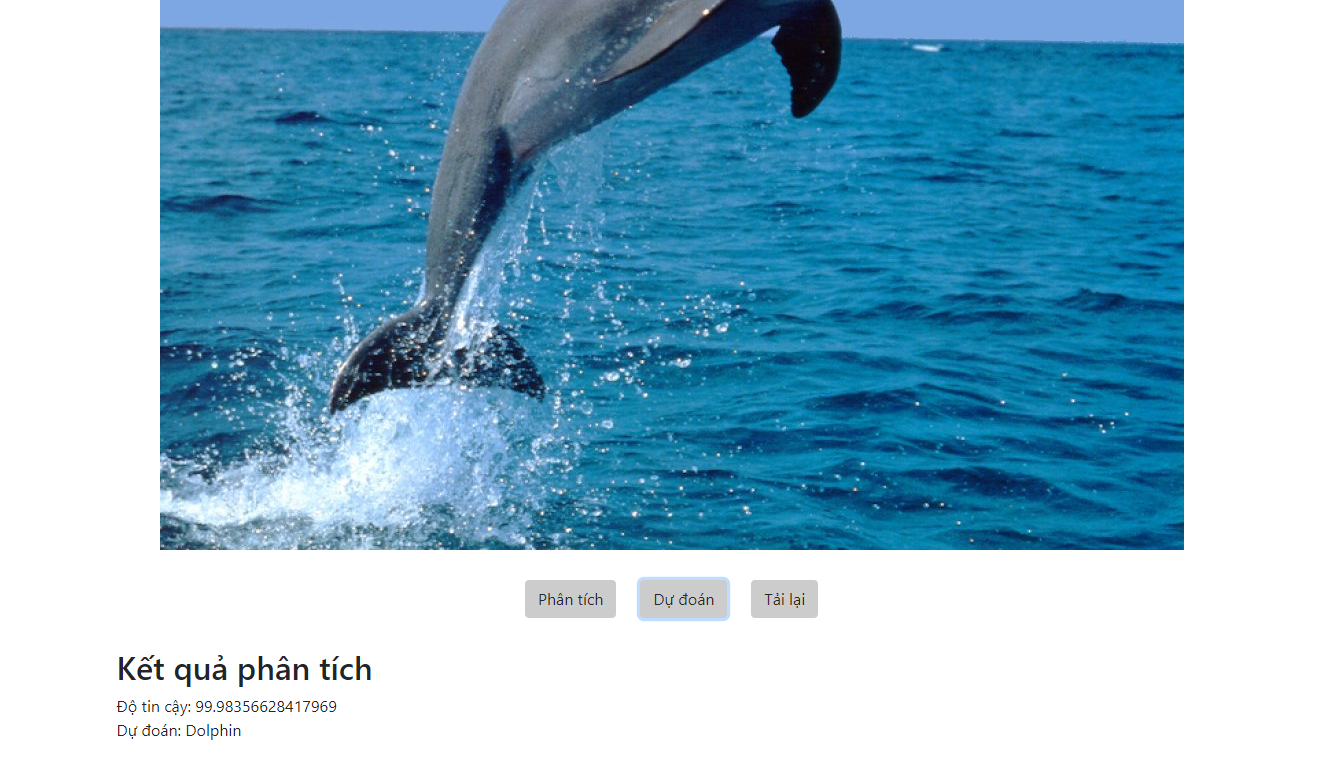 Phân tích
Dự đoán
Tải lại
Kết quả phân tích
Độ tin cậy: 99.98356628417969
Dự đoán: Dolphin